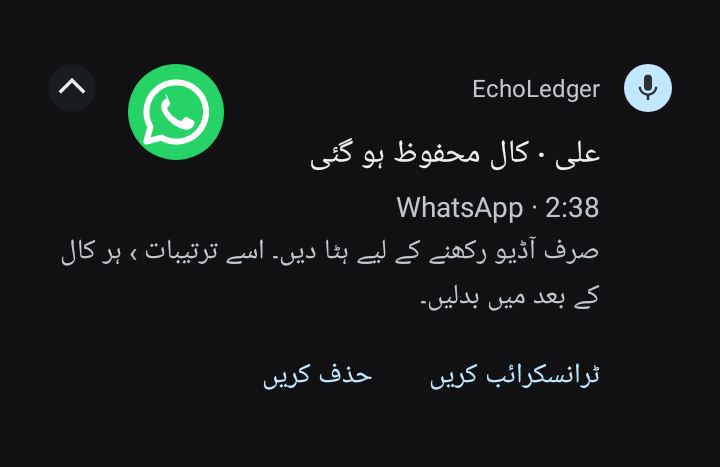 EchoLedger
علی · کال محفوظ ہو گئی
WhatsApp · 2:38
صرف آڈیو رکھنے کے لیے ہٹا دیں۔ اسے ترتیبات › ہر کال
کے بعد میں بدلیں۔
ٹرانسکرائب کریں حذف کریں